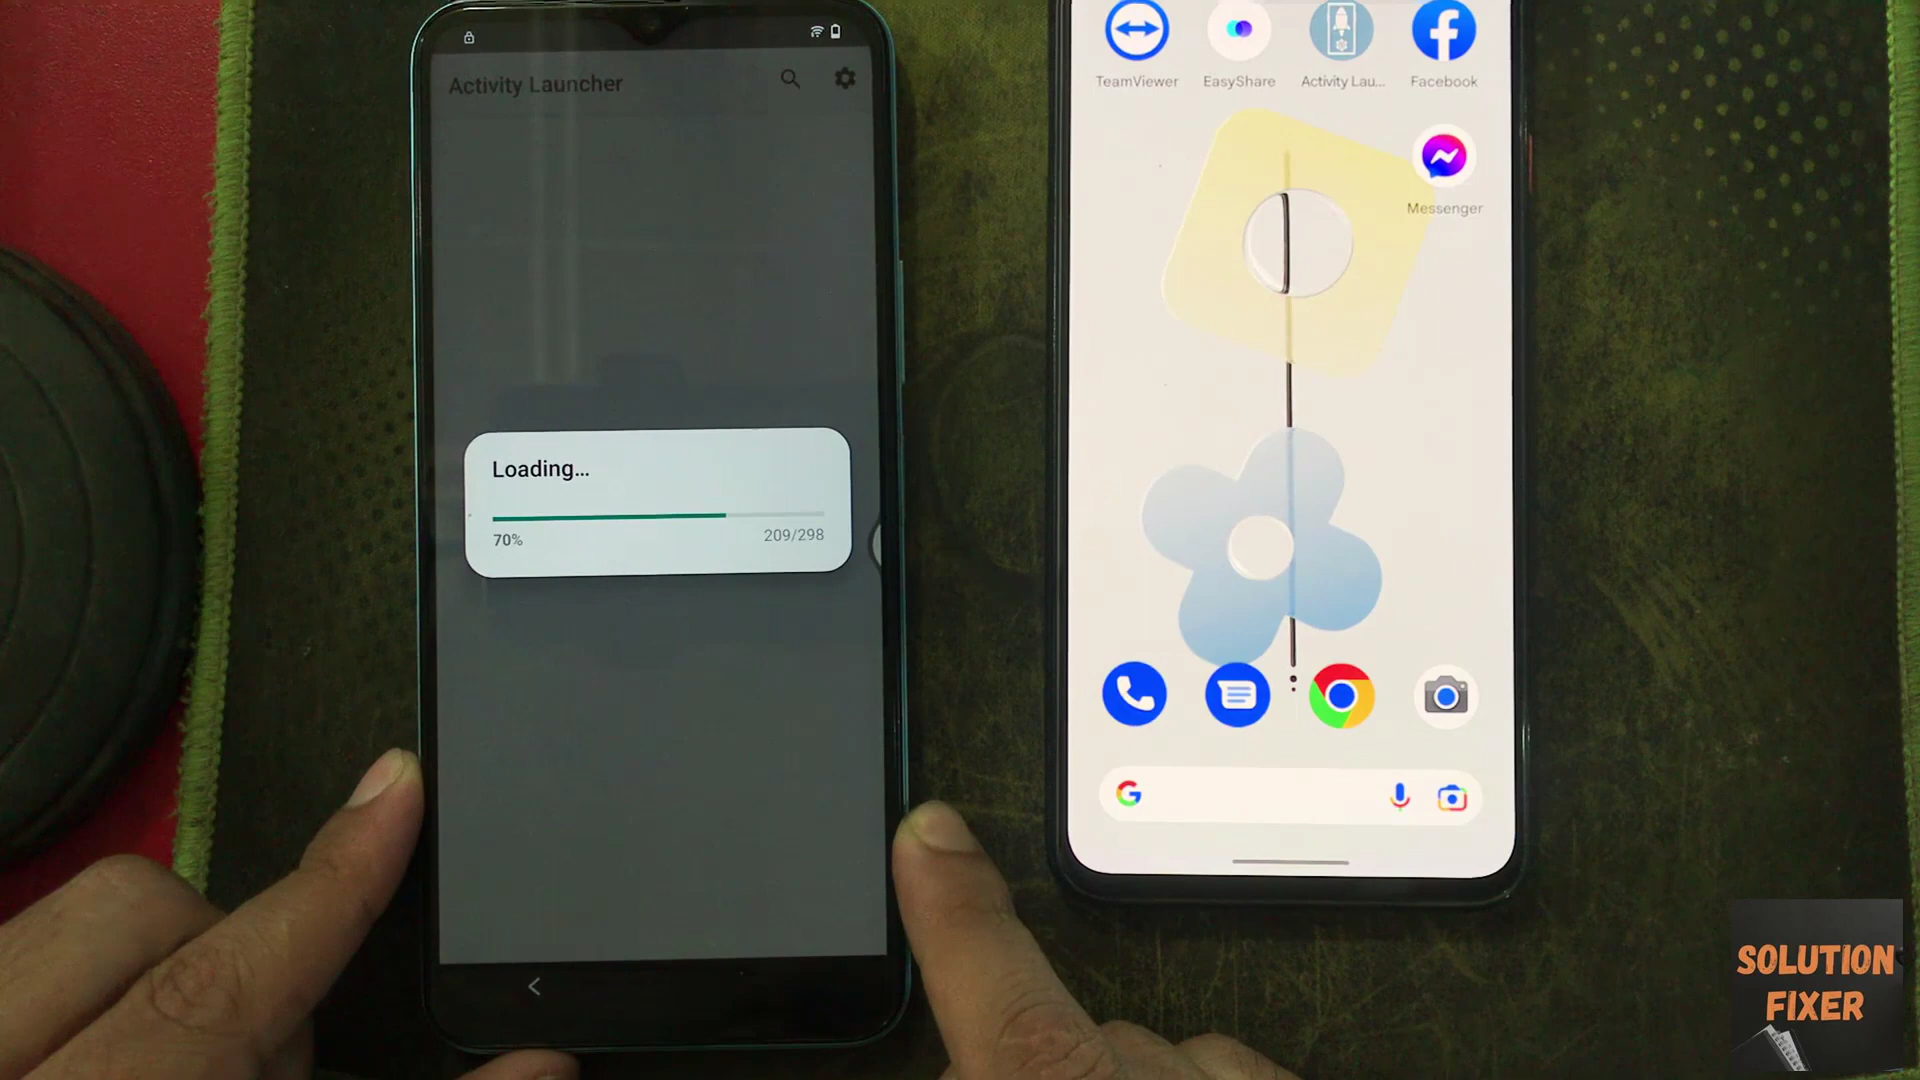 Activity Launcher
Loading...
70%
209/298
TeamViewer
EasyShare
Activity Lau...
Facebook
Messenger
SOLUTION
FIXER